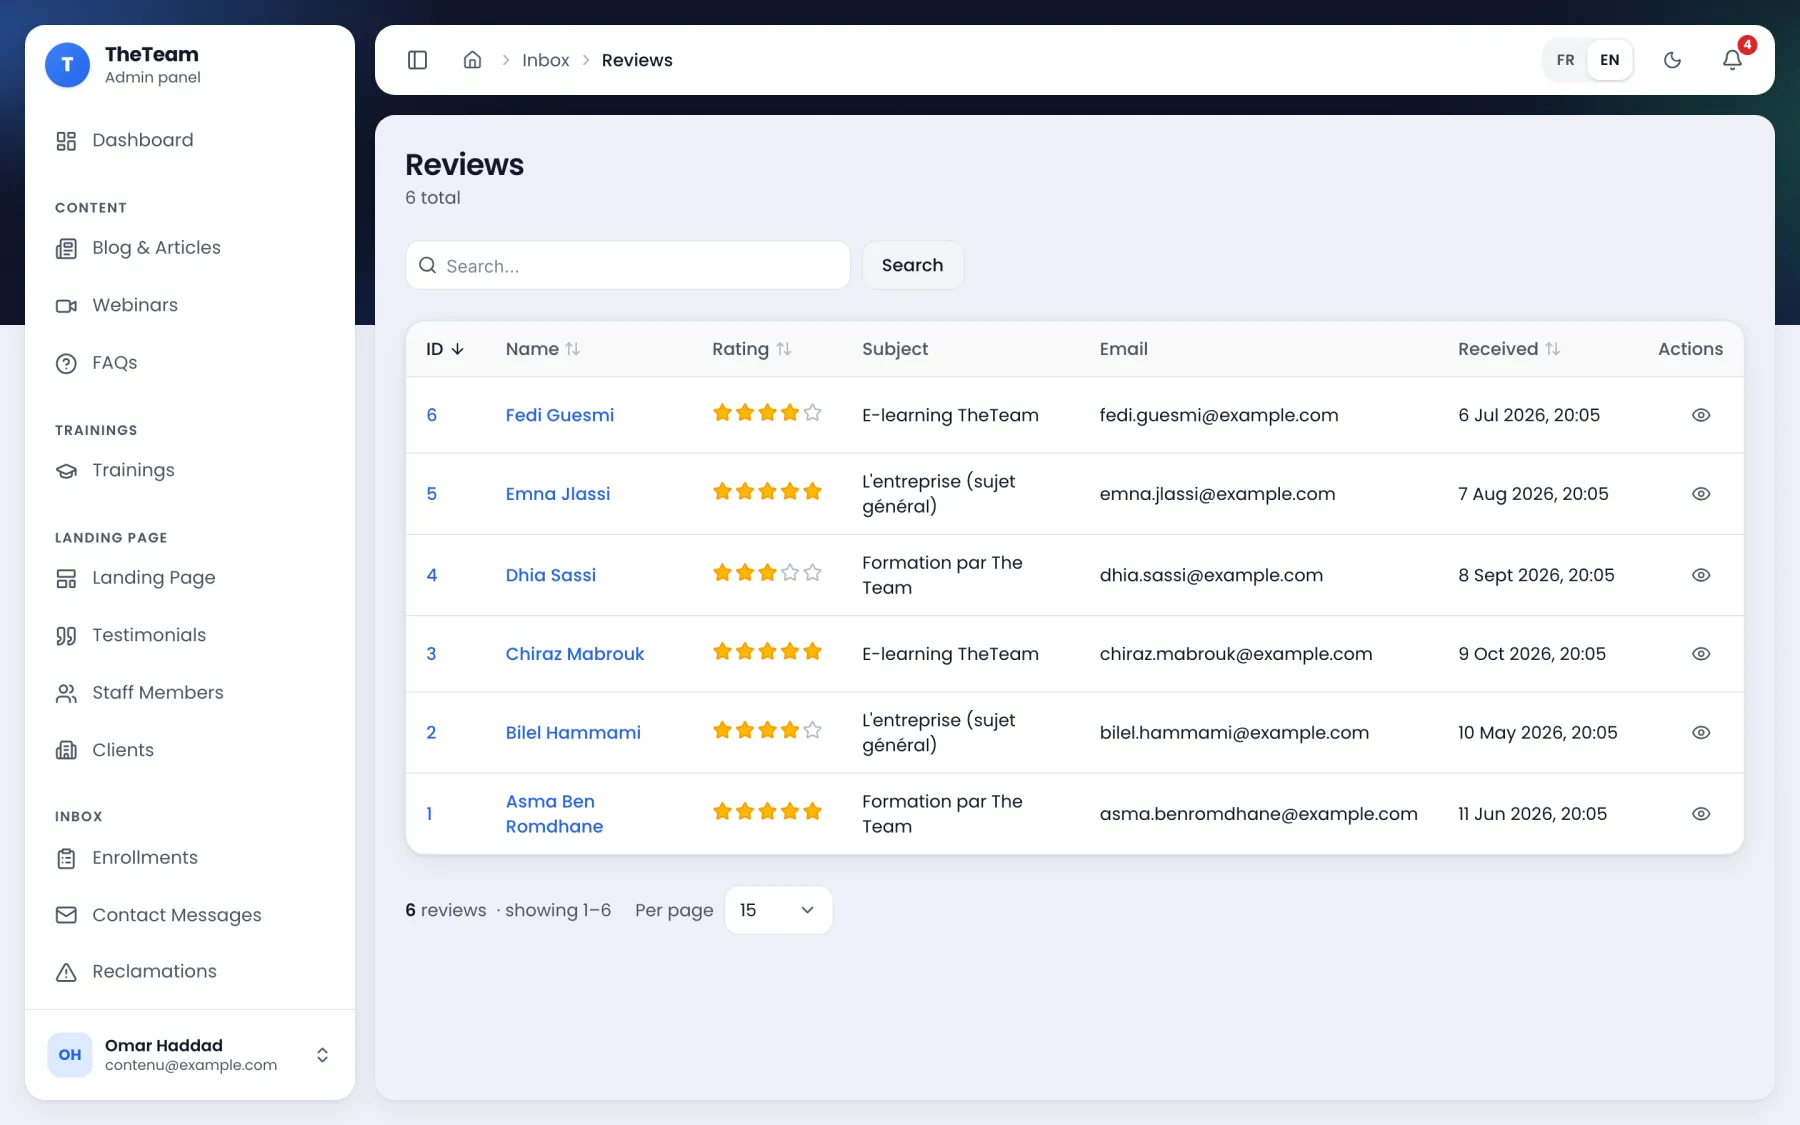 T
TheTeam
Admin panel
Dashboard
CONTENT
Blog & Articles
Webinars
FAQs
TRAININGS
Trainings
LANDING PAGE
Landing Page
Testimonials
Staff Members
Clients
INBOX
Enrollments
Contact Messages
Reclamations
OH
Omar Haddad
contenu@example.com
Inbox
Reviews
FR
EN
4
Reviews
6 total
Search...
Search
ID Name Rating Subject Email Received Actions
6 Fedi Guesmi E-learning TheTeam fedi.guesmi@example.com 6 Jul 2026, 20:05
5 Emna Jlassi L'entreprise (sujet
général) emna.jlassi@example.com 7 Aug 2026, 20:05
4 Dhia Sassi Formation par The
Team dhia.sassi@example.com 8 Sept 2026, 20:05
3 Chiraz Mabrouk E-learning TheTeam chiraz.mabrouk@example.com 9 Oct 2026, 20:05
2 Bilel Hammami L'entreprise (sujet
général) bilel.hammami@example.com 10 May 2026, 20:05
1 Asma Ben
Romdhane Formation par The
Team asma.benromdhane@example.com 11 Jun 2026, 20:05
6 reviews · showing 1–6 Per page 15